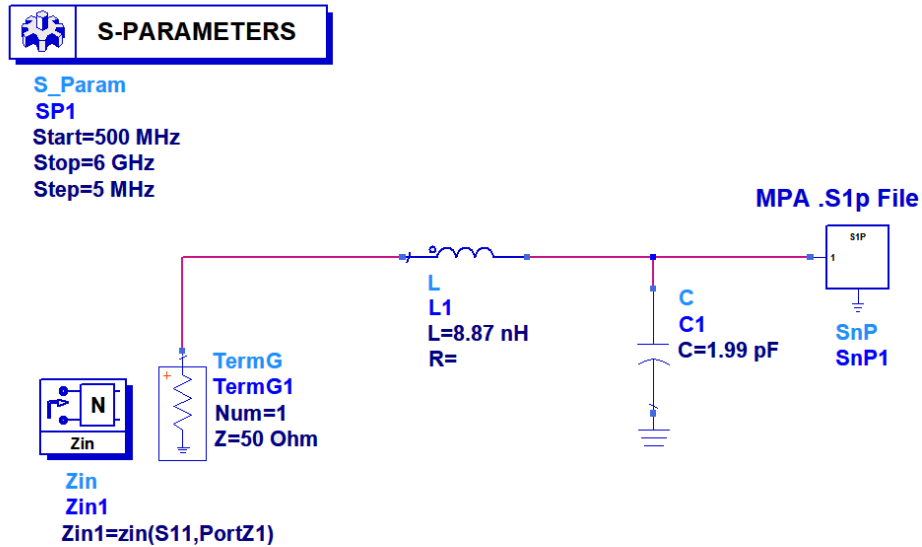 S-PARAMETERS
S_Param
SP1
Start=500 MHz
Stop=6 GHz
Step=5 MHz
MPA .S1p File
S1P
1
L
L1
L=8.87 nH
R=
C
C1
C=1.99 pF
SnP
SnP1
+
TermG
TermG1
Num=1
Z=50 Ohm
N
Zin
Zin
Zin1
Zin1=zin(S11,PortZ1)